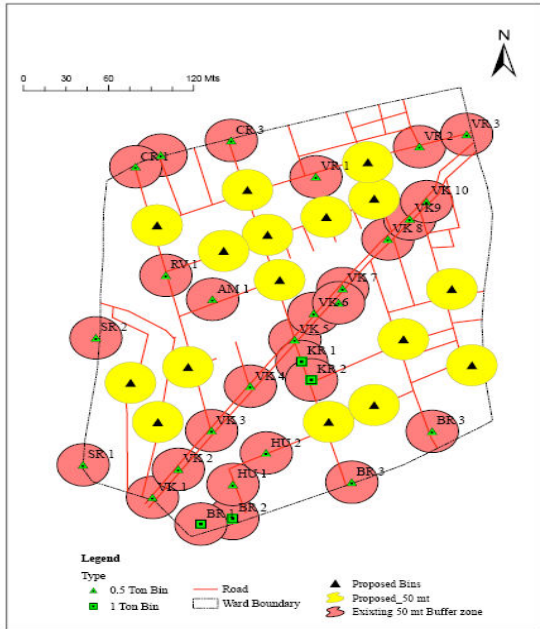 N
0 30 60 120 Mts
CR.3
VR.3
VR.2
CR.1
VR-1
VK.10
VK9
VK.8
RV.1
AM.1
VK.7
VK.6
SR.2
VK.5
KR.1
KR.2
VK.4
VK.3
BR.3
HU.2
SR.1
VK.2
HU.1
BR.3
VK.1
BR.1
BR.2
Legend
Type
0.5 Ton Bin
1 Ton Bin
Road
Ward Boundary
Proposed Bins
Proposed_50 mt
Exixting 50 mt Buffer zone